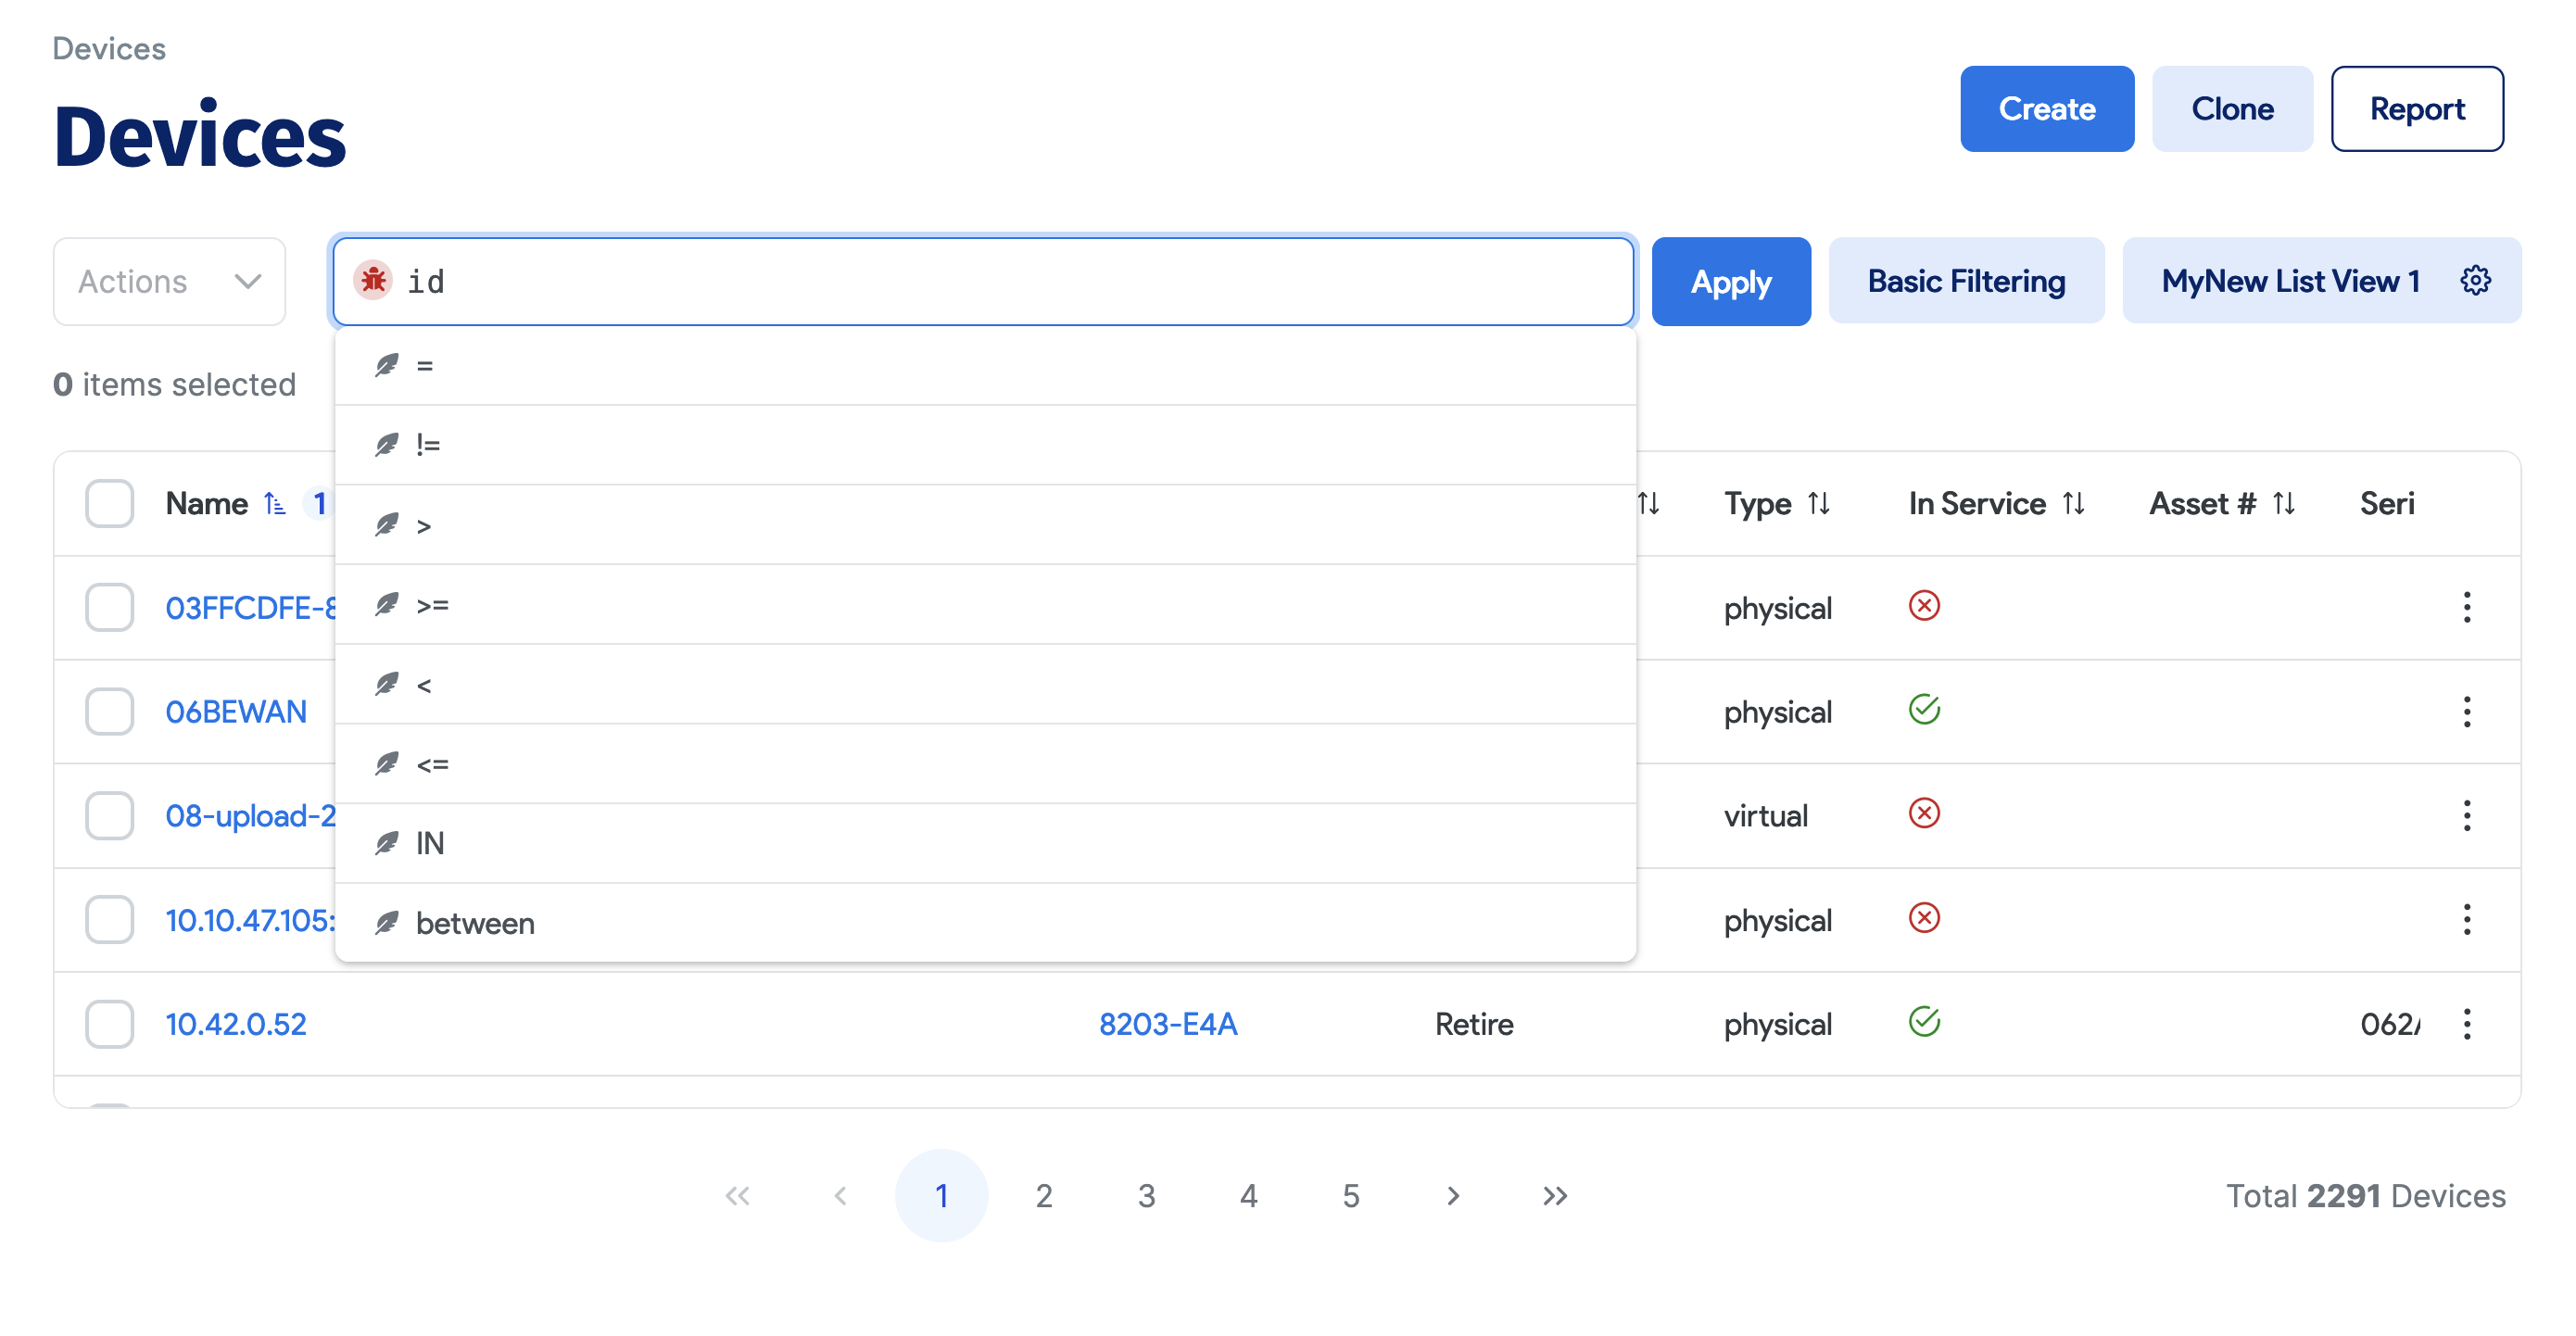 Devices
Devices
Create
Clone
Report
Actions
id
Apply
Basic Filtering
MyNew List View 1
0 items selected
=
!=
>
>=
<
<=
IN
between
Name 1 Type In Service Asset # Seri
03FFCDFE-8 physical
06BEWAN physical
08-upload-2 virtual
10.10.47.105: physical
10.42.0.52 8203-E4A Retire physical 062
« ‹ 1 2 3 4 5 › »
Total 2291 Devices